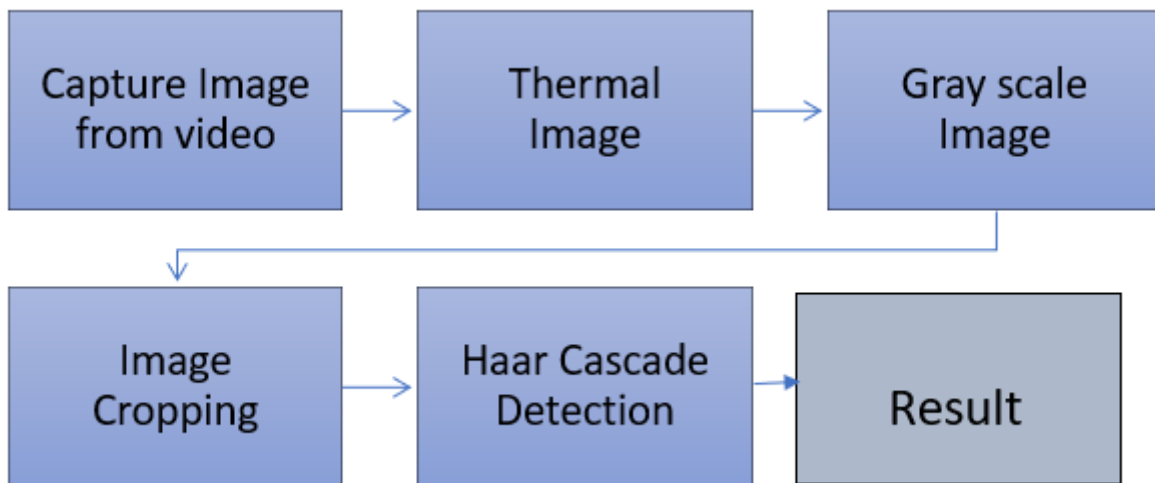 Capture Image
from video
Thermal
Image
Gray scale
Image
Image
Cropping
Haar Cascade
Detection
Result